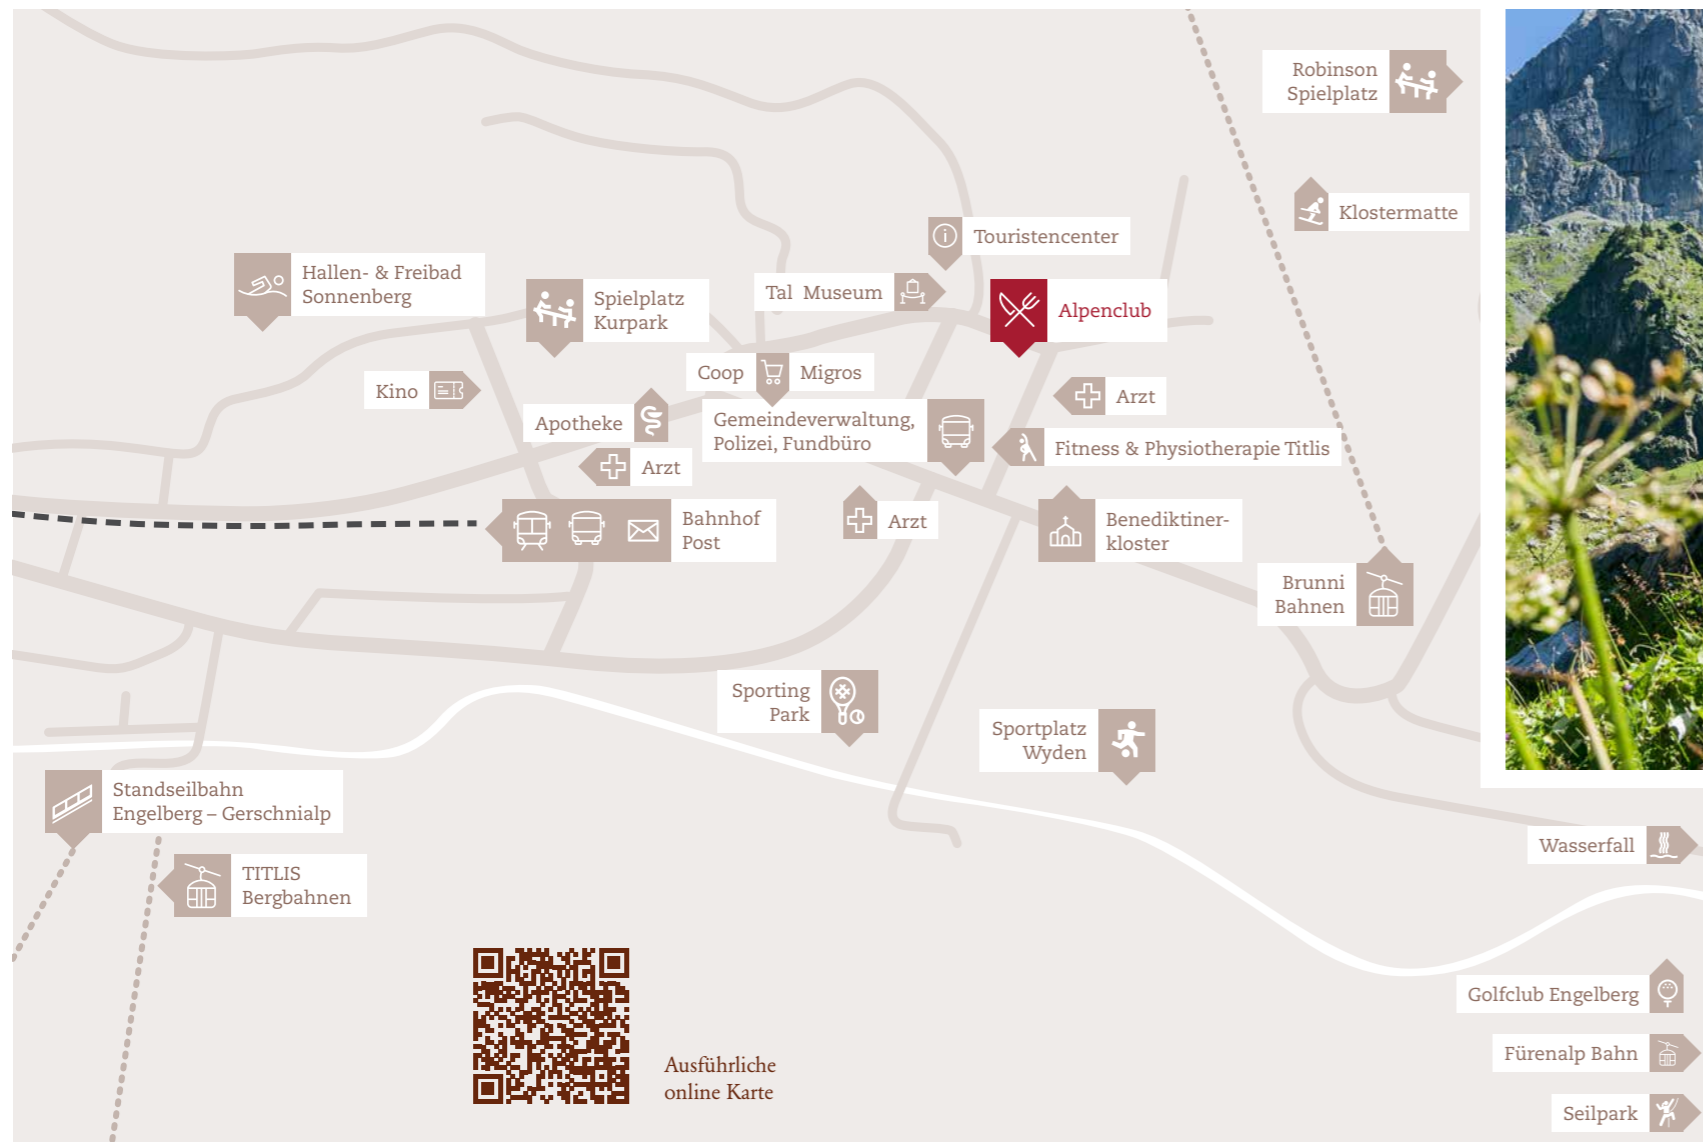 Robinson
Spielplatz
Klostermatte
Touristencenter
Hallen- & Freibad
Sonnenberg
Tal Museum
Spielplatz
Kurpark
Alpenclub
Coop
Migros
Kino
Arzt
Apotheke
Gemeindeverwaltung,
Polizei, Fundbüro
Fitness & Physiotherapie Titlis
Arzt
Bahnhof
Post
Arzt
Benediktiner-
kloster
Brunni
Bahnen
Sporting
Park
Sportplatz
Wyden
Standseilbahn
Engelberg – Gerschnialp
Wasserfall
TITLIS
Bergbahnen
Golfclub Engelberg
Fürenalp Bahn
Ausführliche
online Karte
Seilpark